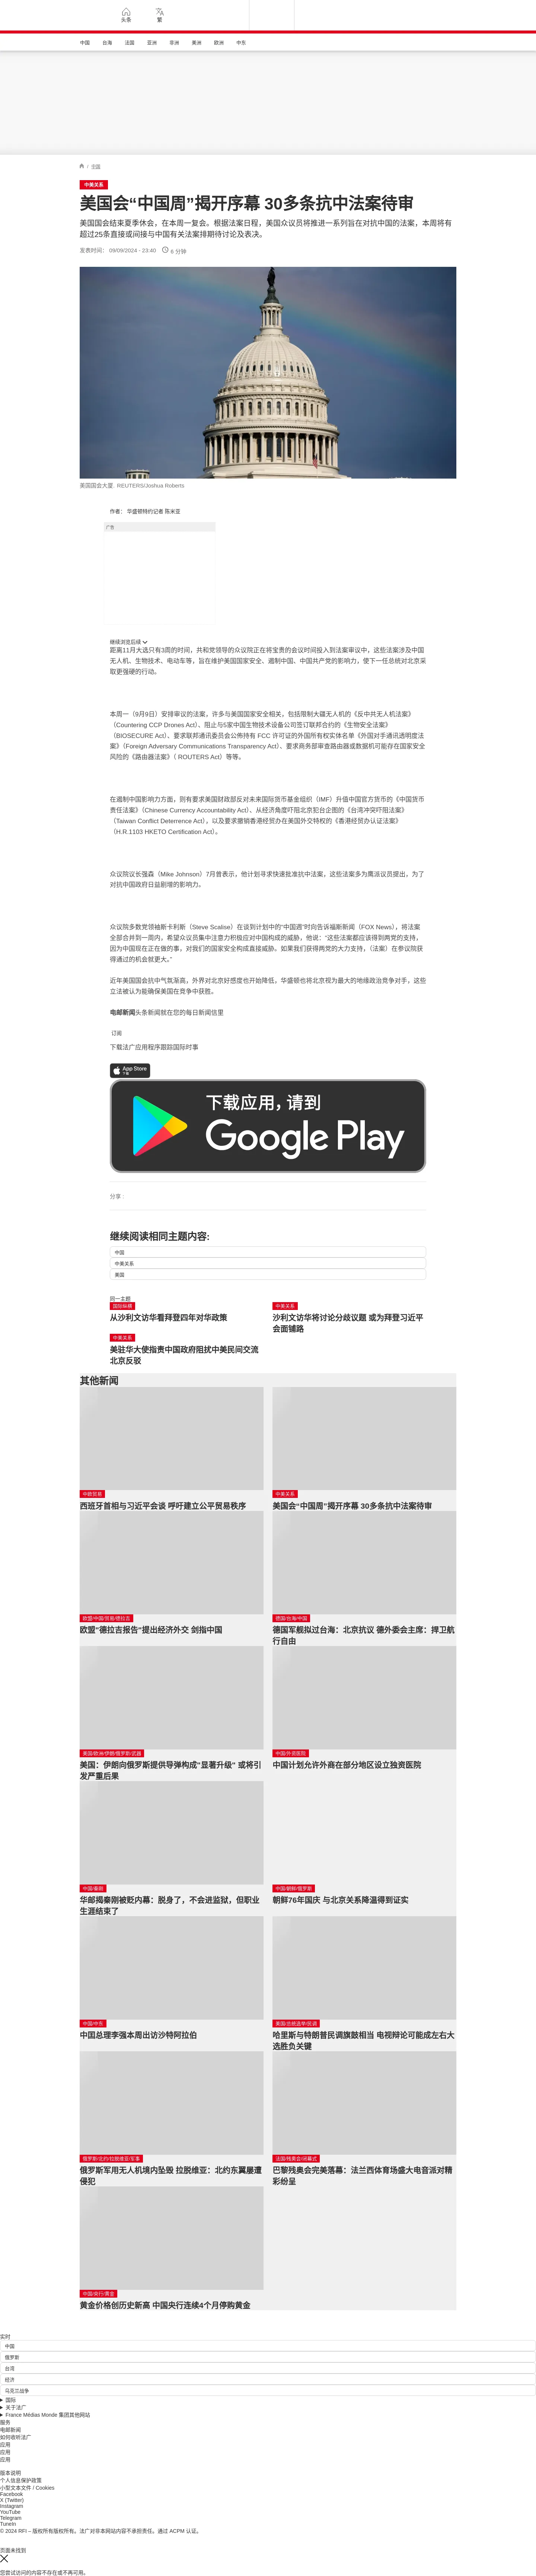 头条
繁
中国
台海
法国
亚洲
非洲
美洲
欧洲
中东
/ 全国
中美关系
美国会“中国周”揭开序幕 30多条抗中法案待审
美国国会结束夏季休会，在本周一复会。根据法案日程，美国众议员将推进一系列旨在对抗中国的法案，本周将有
超过25条直接或间接与中国有关法案排期待讨论及表决。
发表时间： 09/09/2024 - 23:40 6 分钟
美国国会大厦. REUTERS/Joshua Roberts
作者： 华盛顿特约记者 陈米亚
广告
继续浏览后续
距离11月大选只有3周的时间，共和党领导的众议院正在将宝贵的会议时间投入到法案审议中，这些法案涉及中国
无人机、生物技术、电动车等，旨在维护美国国家安全、遏制中国、中国共产党的影响力，使下一任总统对北京采
取更强硬的行动。
本周一（9月9日）安排审议的法案，许多与美国国家安全相关，包括限制大疆无人机的《反中共无人机法案》
（Countering CCP Drones Act）、阻止与5家中国生物技术设备公司签订联邦合约的《生物安全法案》
（BIOSECURE Act）、要求联邦通讯委员会公佈持有 FCC 许可证的外国所有权实体名单《外国对手通讯透明度法
案》（Foreign Adversary Communications Transparency Act）、要求商务部审查路由器或数据机可能存在国家安全
风险的《路由器法案》（ ROUTERS Act）等等。
在遏制中国影响力方面，则有要求美国财政部反对未来国际货币基金组织（IMF）升值中国官方货币的《中国货币
责任法案》（Chinese Currency Accountability Act）、从经济角度吓阻北京犯台企图的《台湾冲突吓阻法案》
（Taiwan Conflict Deterrence Act），以及要求撤销香港经贸办在美国外交特权的《香港经贸办认证法案》
（H.R.1103 HKETO Certification Act）。
众议院议长强森（Mike Johnson）7月曾表示，他计划寻求快速批准抗中法案，这些法案多为鹰派议员提出，为了
对抗中国政府日益剧增的影响力。
众议院多数党领袖斯卡利斯（Steve Scalise）在谈到计划中的“中国週”时向告诉福斯新闻（FOX News），将法案
全部合并到一周内，希望众议员集中注意力积极应对中国构成的威胁，他说：“这些法案都应该得到两党的支持，
因为中国现在正在做的事，对我们的国家安全构成直接威胁。如果我们获得两党的大力支持，（法案）在参议院获
得通过的机会就更大。”
近年美国国会抗中气氛渐高，外界对北京好感度也开始降低，华盛顿也将北京视为最大的地缘政治竞争对手，这些
立法被认为能确保美国在竞争中获胜。
电邮新闻头条新闻就在您的每日新闻信里
订阅
下载法广应用程序跟踪国际时事
App Store
下载
下载应用，请到
Google Play
分享 :
继续阅读相同主题内容:
中国
中美关系
美国
同一主题
国际纵横
从沙利文访华看拜登四年对华政策
中美关系
沙利文访华将讨论分歧议题 或为拜登习近平
会面铺路
中美关系
美驻华大使指责中国政府阻扰中美民间交流
北京反驳
其他新闻
中欧贸易
西班牙首相与习近平会谈 呼吁建立公平贸易秩序
中美关系
美国会“中国周”揭开序幕 30多条抗中法案待审
欧盟/中国/贸易/德拉吉
欧盟“德拉吉报告”提出经济外交 剑指中国
德国/台海/中国
德国军舰拟过台海：北京抗议 德外委会主席：捍卫航
行自由
美国/欧洲/伊朗/俄罗斯/武器
美国：伊朗向俄罗斯提供导弹构成“显著升级” 或将引
发严重后果
中国/外资医院
中国计划允许外商在部分地区设立独资医院
中国/秦刚
华邮揭秦刚被贬内幕：脱身了，不会进监狱，但职业
生涯结束了
中国/朝鲜/俄罗斯
朝鲜76年国庆 与北京关系降温得到证实
中国/中东
中国总理李强本周出访沙特阿拉伯
美国/总统选举/民调
哈里斯与特朗普民调旗鼓相当 电视辩论可能成左右大
选胜负关键
俄罗斯/北约/拉脱维亚/军事
俄罗斯军用无人机境内坠毁 拉脱维亚：北约东翼屡遭
侵犯
法国/残奥会/闭幕式
巴黎残奥会完美落幕：法兰西体育场盛大电音派对精
彩纷呈
中国/央行/黄金
黄金价格创历史新高 中国央行连续4个月停购黄金
实时
中国
俄罗斯
台湾
经济
乌克兰战争
国际
关于法广
France Médias Monde 集团其他网站
服务
电邮新闻
如何收听法广
应用
应用
应用
版本说明
个人信息保护政策
小型文本文件 / Cookies
Facebook
X (Twitter)
Instagram
YouTube
Telegram
TuneIn
© 2024 RFI – 版权所有版权所有。法广对非本网站内容不承担责任。通过 ACPM 认证。
页面未找到
您尝试访问的内容不存在或不再可用。